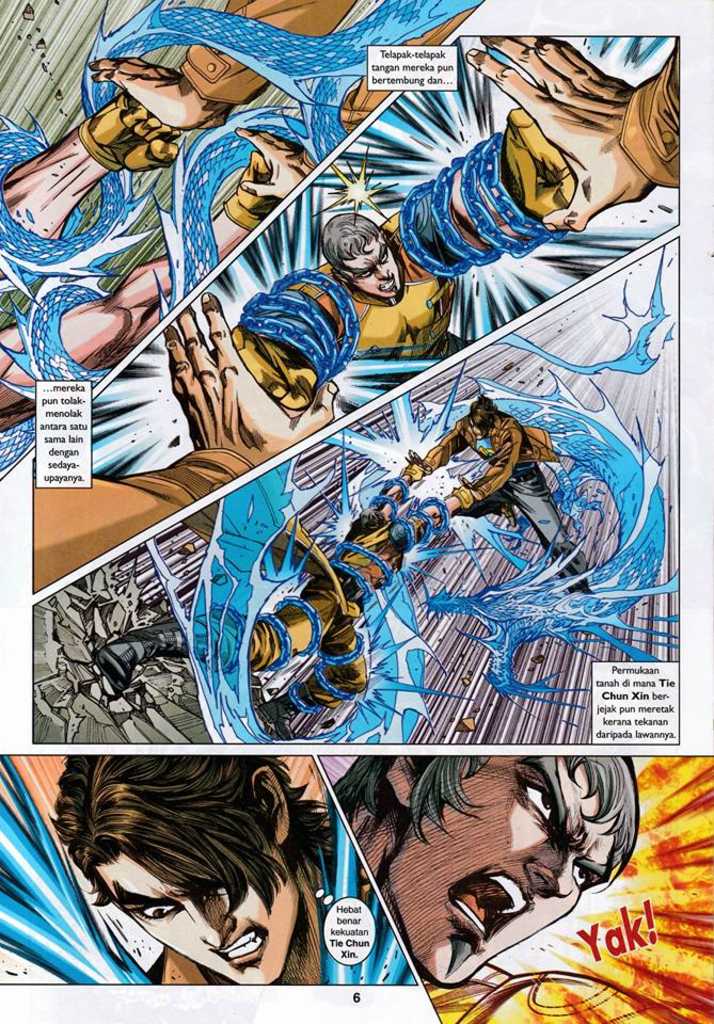 Telapak-telapak
tangan mereka pun
bertembung dan...
...mereka
pun tolak-
menolak
antara satu
sama lain
dengan
sedaya-
upayanya.
Permukaan
tanah di mana Tie
Chun Xin ber-
jejak pun meretak
kerana tekanan
daripada lawannya.
Hebat
benar
kekuatan
Tie Chun
Xin.
Yak!
6